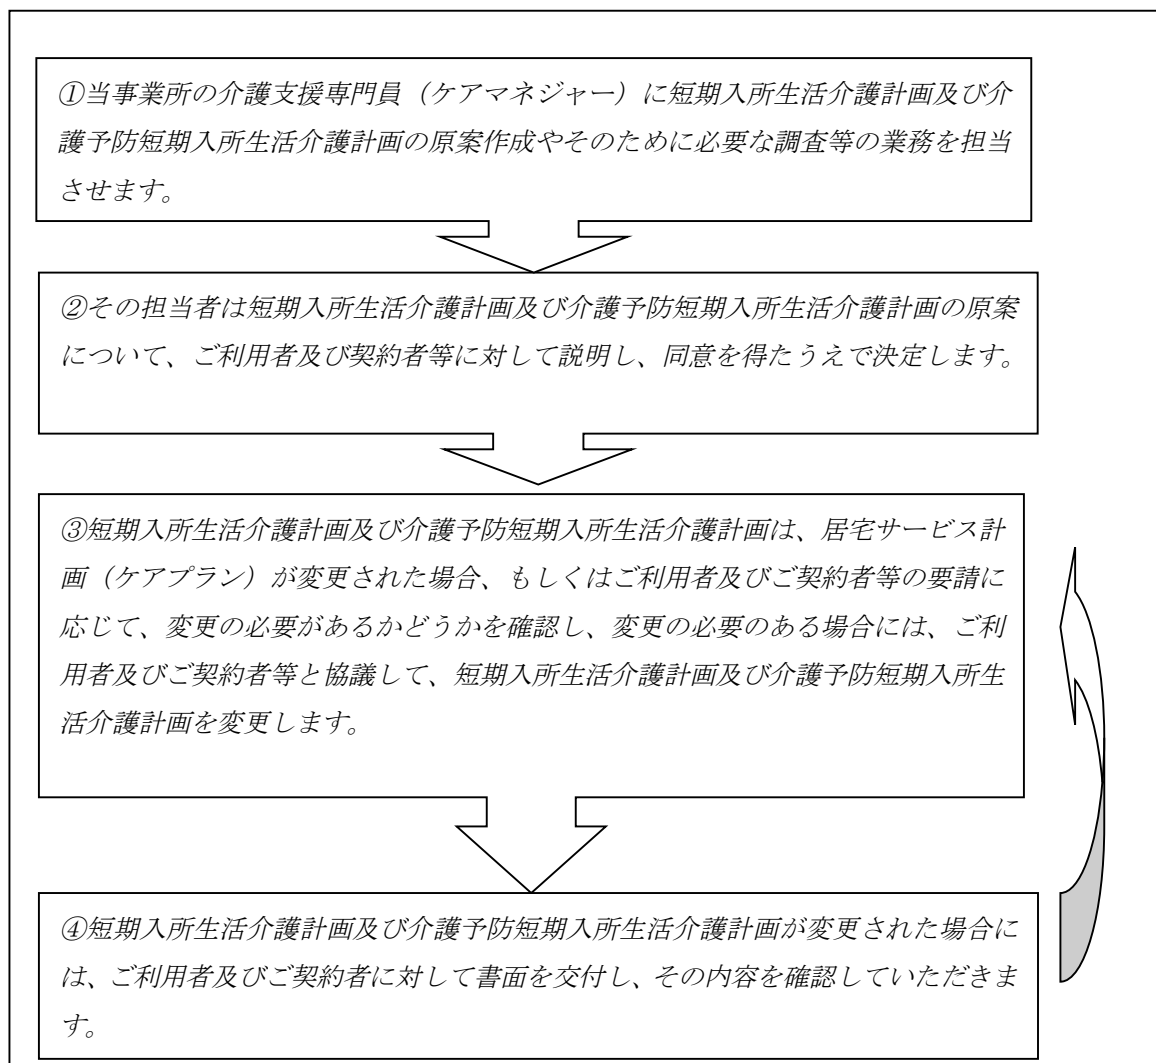 ①当事業所の介護支援専門員（ケアマネジャー）に短期入所生活介護計画及び介
護予防短期入所生活介護計画の原案作成やそのために必要な調査等の業務を担当
させます。
②その担当者は短期入所生活介護計画及び介護予防短期入所生活介護計画の原案
について、ご利用者及び契約者等に対して説明し、同意を得たうえで決定します。
③短期入所生活介護計画及び介護予防短期入所生活介護計画は、居宅サービス計
画（ケアプラン）が変更された場合、もしくはご利用者及びご契約者等の要請に
応じて、変更の必要があるかどうかを確認し、変更の必要のある場合には、ご利
用者及びご契約者等と協議して、短期入所生活介護計画及び介護予防短期入所生
活介護計画を変更します。
④短期入所生活介護計画及び介護予防短期入所生活介護計画が変更された場合に
は、ご利用者及びご契約者に対して書面を交付し、その内容を確認していただきま
す。